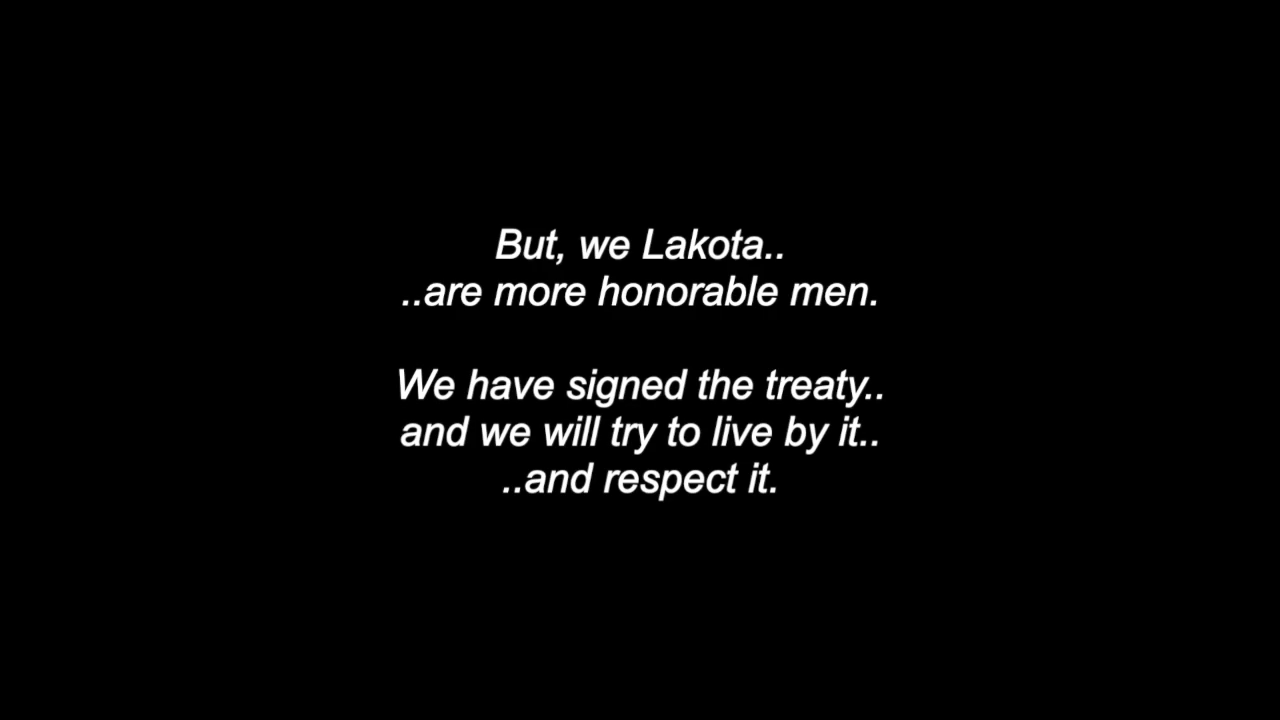 But, we Lakota..
..are more honorable men.
We have signed the treaty..
and we will try to live by it..
..and respect it.